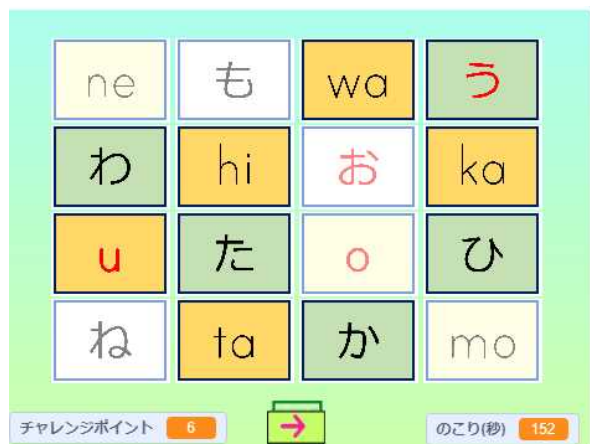 ne も wa う
わ hi お ka
u た o ひ
ね ta か mo
チャレンジポイント 6
のこり(秒) 152